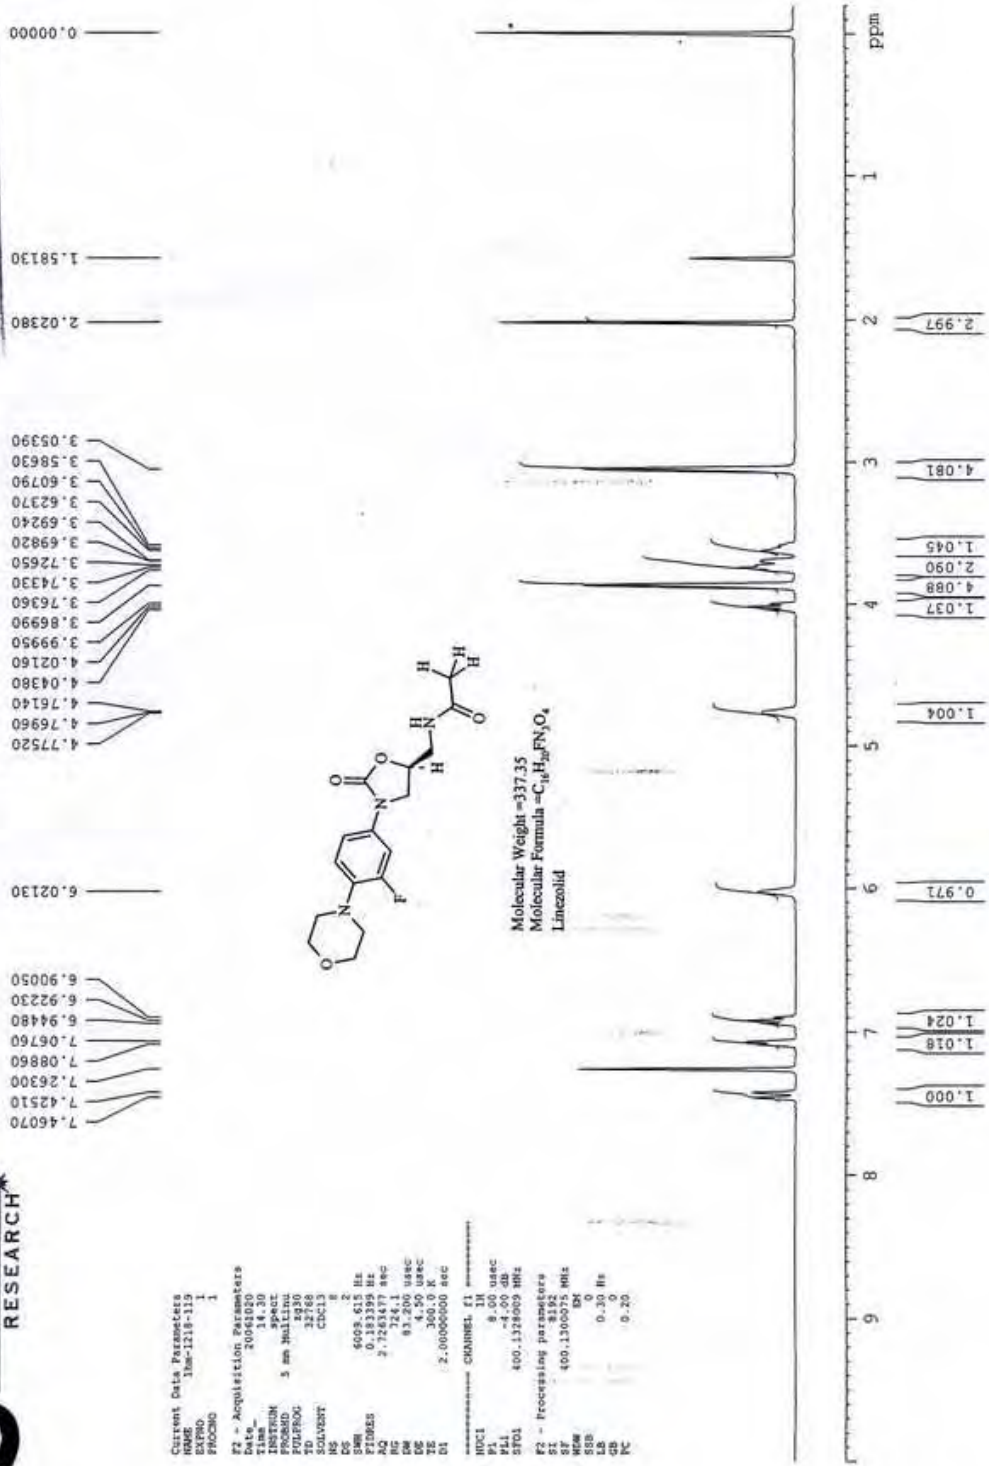 RESEARCH
7.46070
7.42510
7.26300
7.08860
7.06760
6.94480
6.92230
6.90050
6.02130
4.77520
4.76960
4.76140
4.04380
4.02160
3.99950
3.86990
3.76360
3.74330
3.72650
3.69820
3.69240
3.62370
3.60790
3.58630
3.05390
2.02380
1.58130
0.00000
Current Data Parameters
NAME lhm-1218-119
EXPNO 1
PROCNO 1
F2 - Acquisition Parameters
Date_ 20061020
Time 14.30
INSTRUM spect
PROBHD 5 mm Multinu
PULPROG zg30
TD 32768
SOLVENT CDCl3
NS 8
DS 2
SWH 6009.615 Hz
FIDRES 0.183399 Hz
AQ 2.7263477 sec
RG 724.1
DW 83.200 usec
DE 4.50 usec
TE 300.0 K
D1 2.00000000 sec
======== CHANNEL f1 ========
NUC1 1H
P1 8.00 usec
PL1 -4.00 dB
SFO1 400.1328009 MHz
F2 - Processing parameters
SI 8192
SF 400.1300075 MHz
WDW EM
SSB 0
LB 0.30 Hz
GB 0
PC 0.20
O
N
F
N
O
O
H
H
N
O
H
H
H
Molecular Weight =337.35
Molecular Formula =C16H20FN3O4
Linezolid
9 8 7 6 5 4 3 2 1 ppm
1.000
1.018
1.024
0.971
1.004
1.037
4.088
2.090
1.045
4.081
2.997